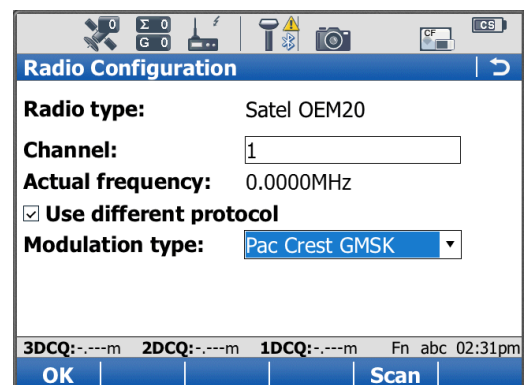 0 Σ 0 CF CS
G 0
Radio Configuration
Radio type: Satel OEM20
Channel: 1
Actual frequency: 0.0000MHz
Use different protocol
Modulation type: Pac Crest GMSK
3DCQ:-.---m 2DCQ:-.---m 1DCQ:-.---m Fn abc 02:31pm
OK Scan